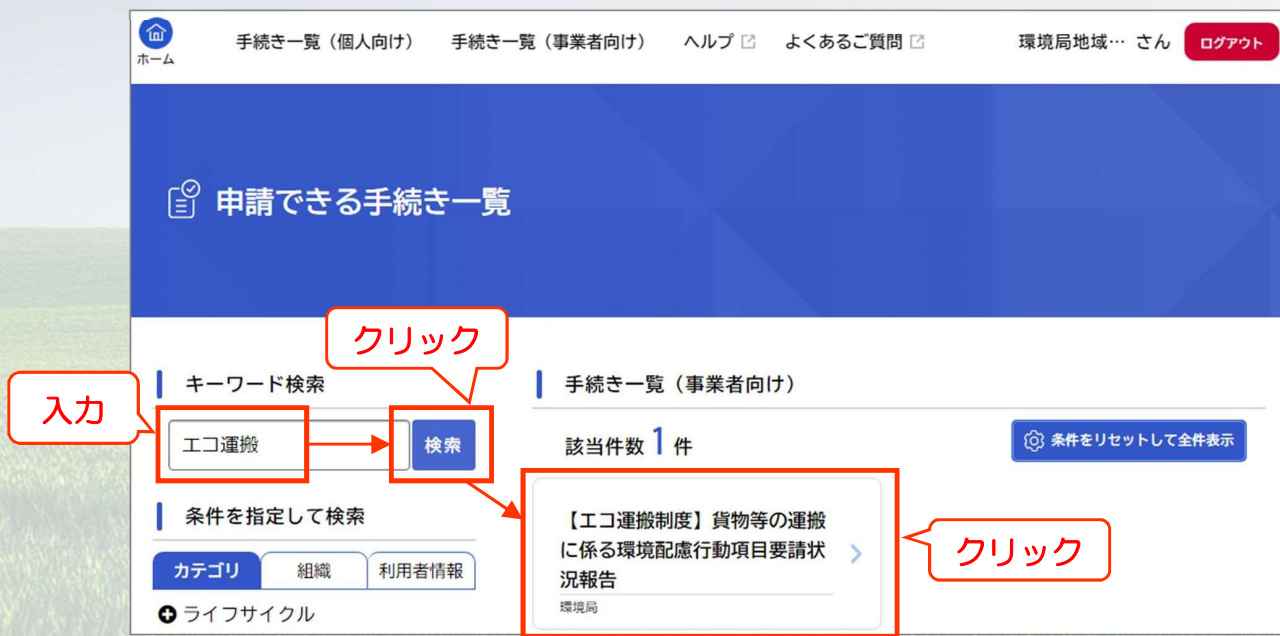 ホーム
手続き一覧（個人向け）
手続き一覧（事業者向け）
ヘルプ
よくあるご質問
環境局地域… さん
ログアウト
申請できる手続き一覧
クリック
入力
キーワード検索
エコ運搬
検索
条件を指定して検索
カテゴリ
組織
利用者情報
ライフサイクル
手続き一覧（事業者向け）
該当件数 1 件
条件をリセットして全件表示
【エコ運搬制度】貨物等の運搬
に係る環境配慮行動項目要請状
況報告
環境局
クリック